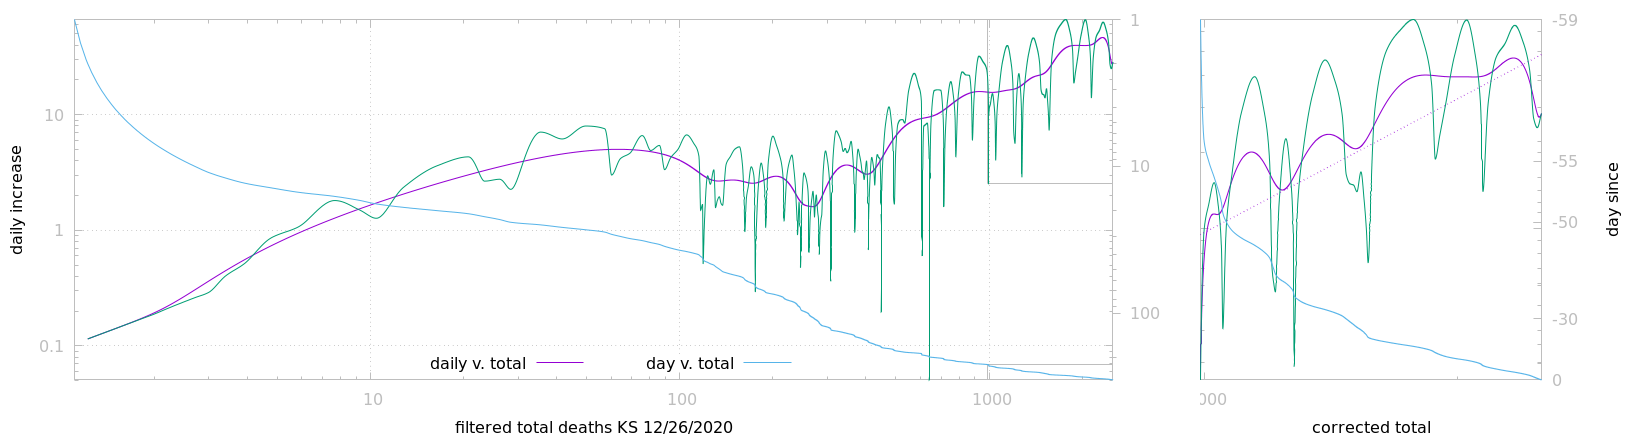 daily increase
10
1
0.1
daily v. total
day v. total
10
100
1000
filtered total deaths KS 12/26/2020
1
10
100
000
corrected total
-59
-55
-50
-30
0
day since